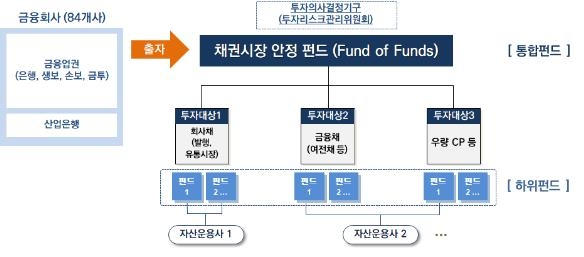 금융회사 (84개사)
금융업권
(은행, 생보, 손보, 금투)
산업은행
출자
투자의사결정기구
(투자리스크관리위원회)
채권시장 안정 펀드 (Fund of Funds)
[ 통합펀드 ]
투자대상1
회사채
(발행,
유통시장)
투자대상2
금융채
(여전채 등)
투자대상3
우량 CP 등
펀드
1
펀드
2 ...
펀드
1
펀드
2 ...
펀드
1
펀드
2 ...
[ 하위펀드 ]
자산운용사 1
자산운용사 2
...